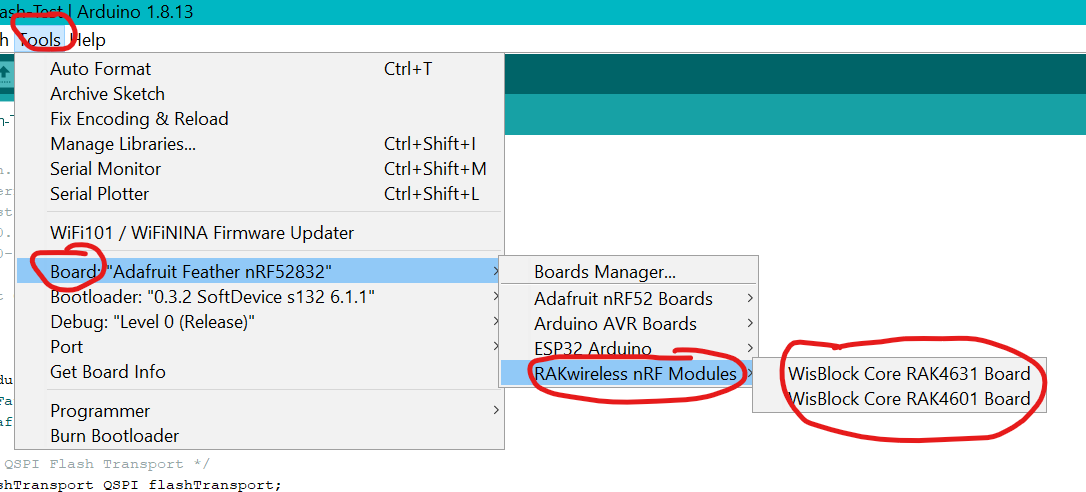 ash-Test | Arduino 1.8.13
h Tools Help
Auto Format Ctrl+T
Archive Sketch
Fix Encoding & Reload
Manage Libraries... Ctrl+Shift+I
Serial Monitor Ctrl+Shift+M
Serial Plotter Ctrl+Shift+L
WiFi101 / WiFiNINA Firmware Updater
Board: "Adafruit Feather nRF52832"
Bootloader: "0.3.2 SoftDevice s132 6.1.1"
Debug: "Level 0 (Release)"
Port
Get Board Info
Programmer
Burn Bootloader
Boards Manager...
Adafruit nRF52 Boards
Arduino AVR Boards
ESP32 Arduino
RAKwireless nRF Modules
WisBlock Core RAK4631 Board
WisBlock Core RAK4601 Board
QSPI Flash Transport */
shTransport QSPI flashTransport;